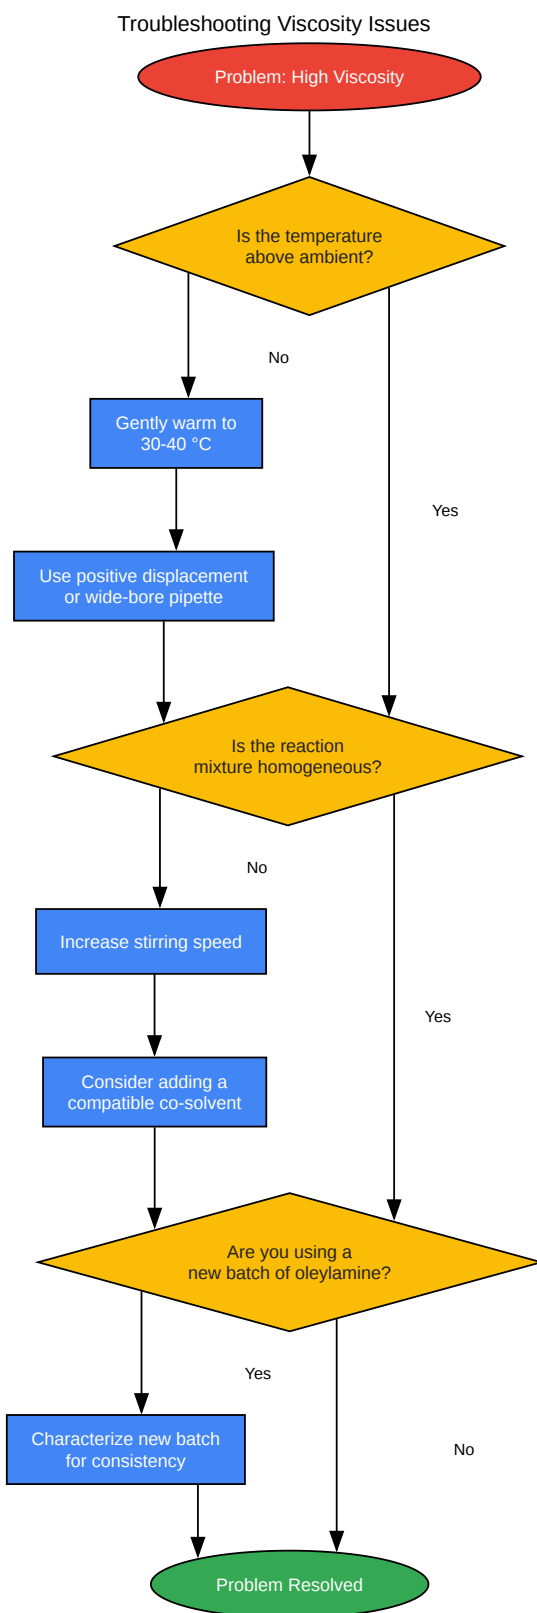 Troubleshooting Viscosity Issues
Problem: High Viscosity
Is the temperature
above ambient?
No
Gently warm to
30-40 °C
Yes
Use positive displacement
or wide-bore pipette
Is the reaction
mixture homogeneous?
No
Increase stirring speed
Yes
Consider adding a
compatible co-solvent
Are you using a
new batch of oleylamine?
Yes
Characterize new batch
for consistency
No
Problem Resolved